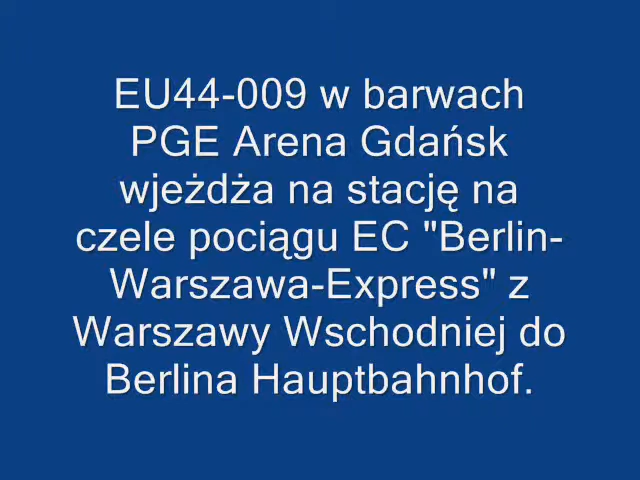 EU44-009 w barwach
PGE Arena Gdańsk
wjeżdża na stację na
czele pociągu EC "Berlin-
Warszawa-Express" z
Warszawy Wschodniej do
Berlina Hauptbahnhof.